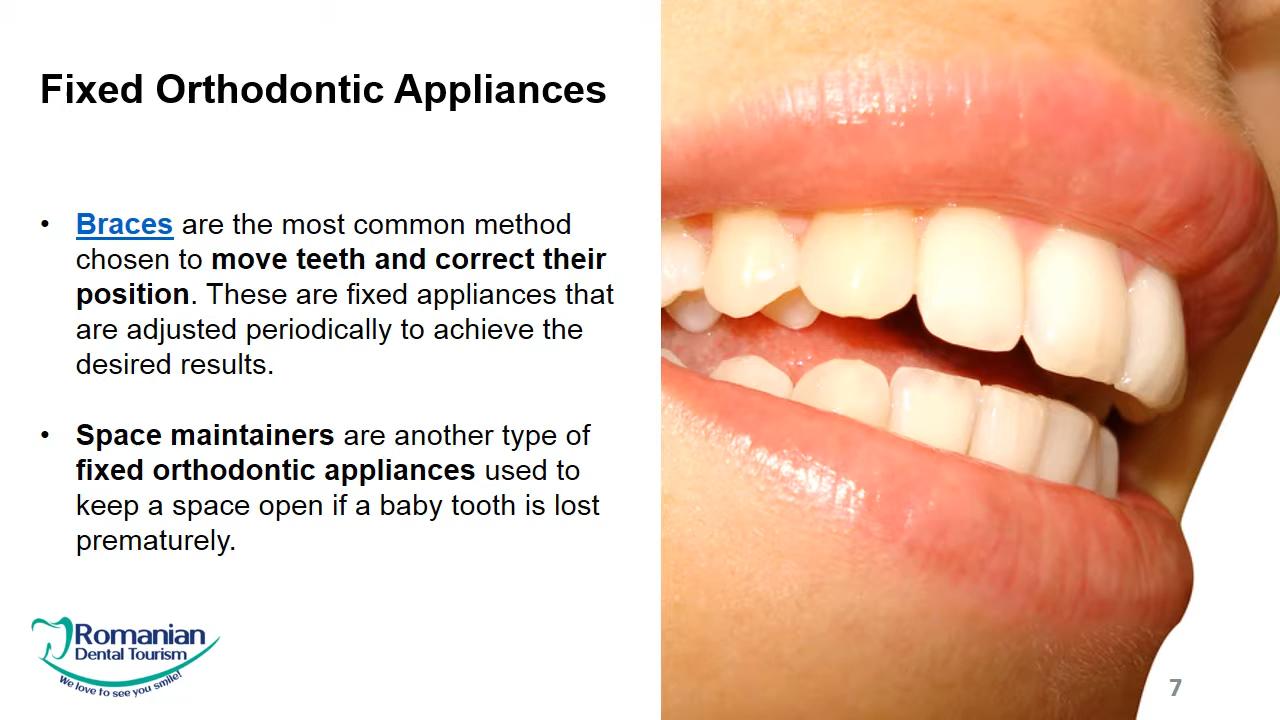 Fixed Orthodontic Appliances
• Braces are the most common method
chosen to move teeth and correct their
position. These are fixed appliances that
are adjusted periodically to achieve the
desired results.
• Space maintainers are another type of
fixed orthodontic appliances used to
keep a space open if a baby tooth is lost
prematurely.
Romanian
Dental Tourism
We love to see you smile!
7